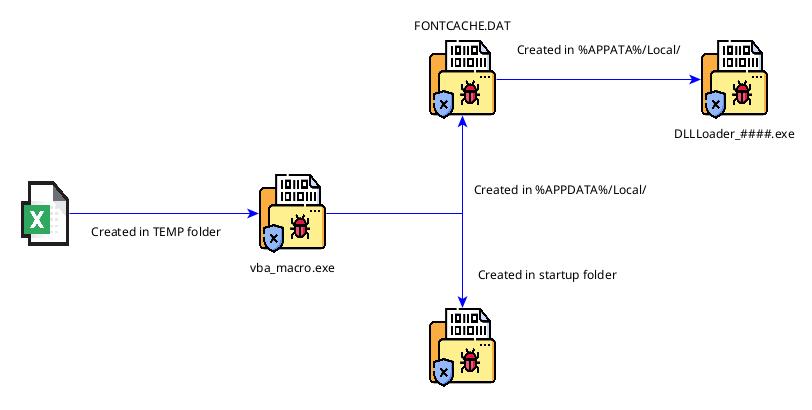 FONTCACHE.DAT
Created in %APPATA%/Local/
DLLLoader_####.exe
Created in %APPDATA%/Local/
X
Created in TEMP folder
vba_macro.exe
Created in startup folder